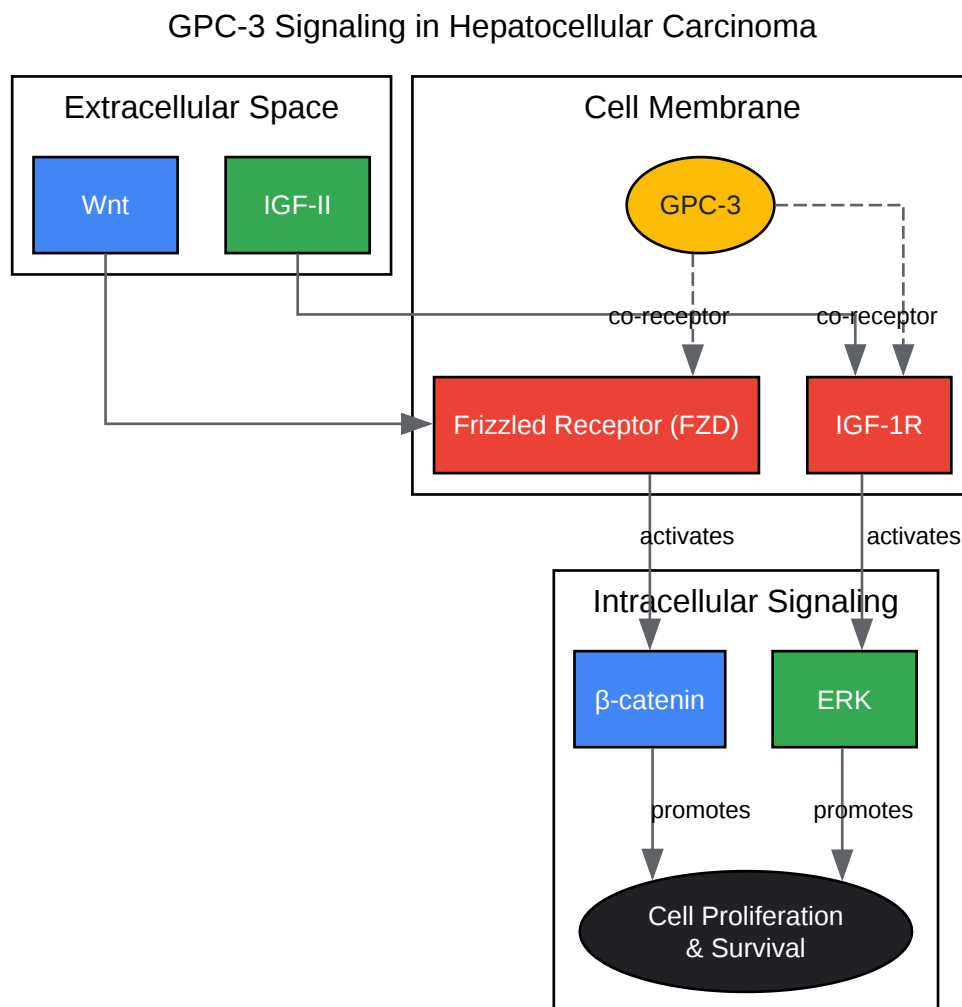 GPC-3 Signaling in Hepatocellular Carcinoma
Extracellular Space
Cell Membrane
Wnt
IGF-II
GPC-3
co-receptor
co-receptor
Frizzled Receptor (FZD)
IGF-1R
activates
activates
Intracellular Signaling
β-catenin
ERK
promotes
promotes
Cell Proliferation
& Survival